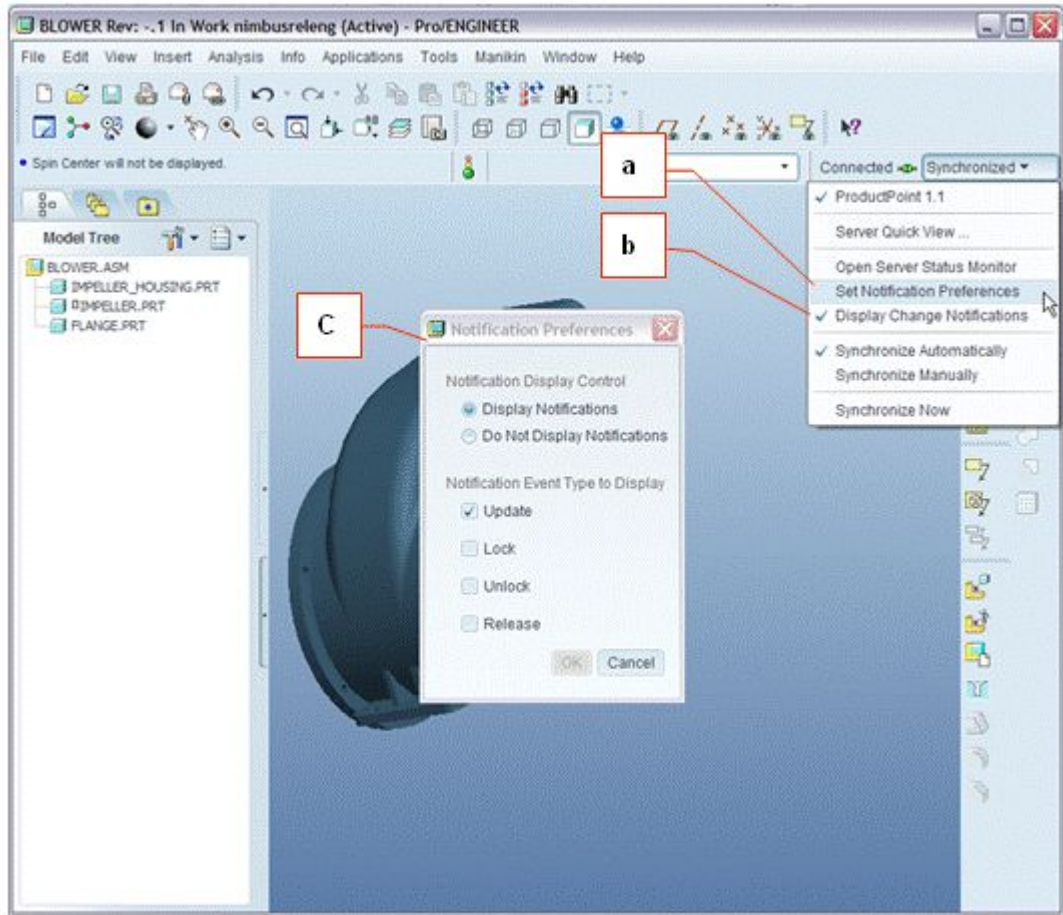 BLOWER Rev: -.1 In Work nimbusreleng (Active) - Pro/ENGINEER
File Edit View Insert Analysis Info Applications Tools Manikin Window Help
Spin Center will not be displayed.
Connected Synchronized
a
ProductPoint 1.1
Server Quick View ...
b
Open Server Status Monitor
Set Notification Preferences
Display Change Notifications
Synchronize Automatically
Synchronize Manually
Synchronize Now
Model Tree
BLOWER.ASM
IMPELLER_HOUSING.PRT
IMPELLER.PRT
FLANGE.PRT
C
Notification Preferences
Notification Display Control
Display Notifications
Do Not Display Notifications
Notification Event Type to Display
Update
Lock
Unlock
Release
OK Cancel